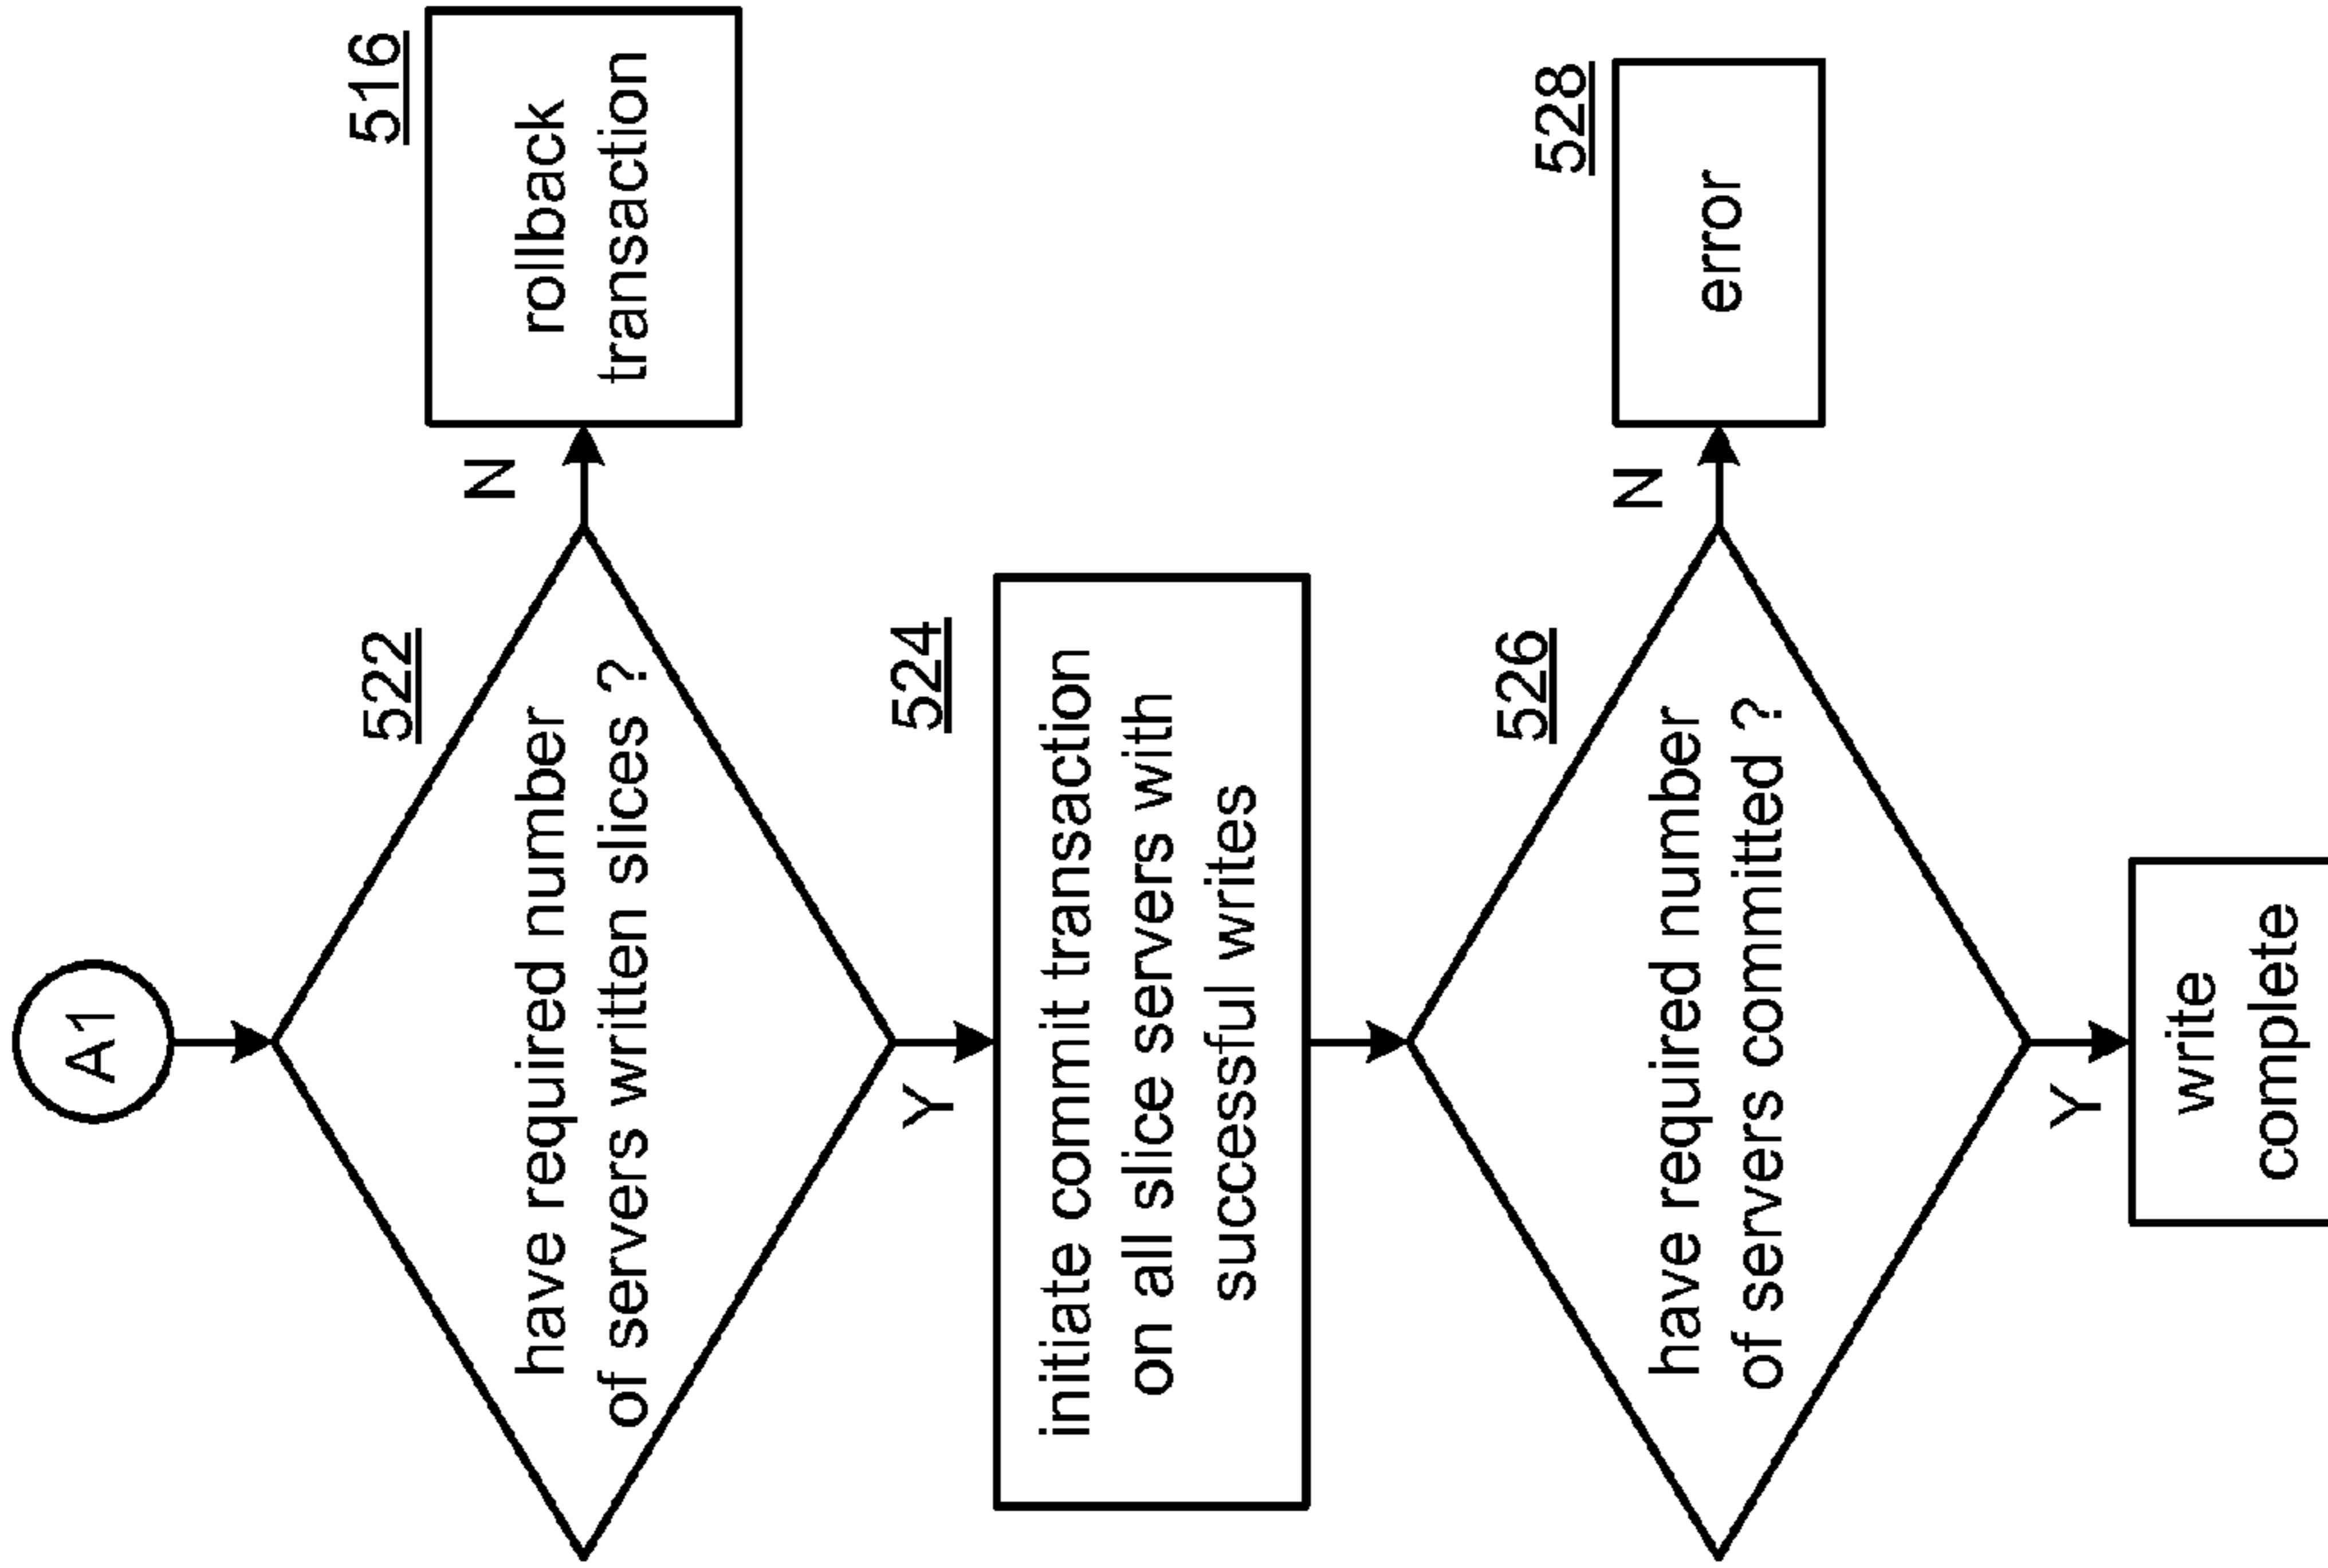 A1
522
have required number
of servers written slices ?
N
516
rollback
transaction
Y
524
initiate commit transaction
on all slice servers with
successful writes
526
have required number
of servers committed ?
N
528
error
Y
write
complete